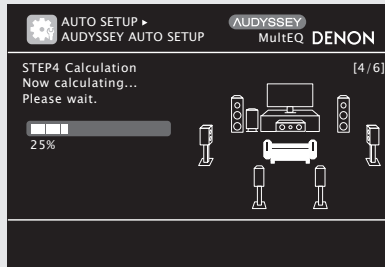 AUTO SETUP ▸
AUDYSSEY AUTO SETUP
AUDYSSEY
MultEQ DENON
STEP4 Calculation
[4/6]
Now calculating...
Please wait.
25%